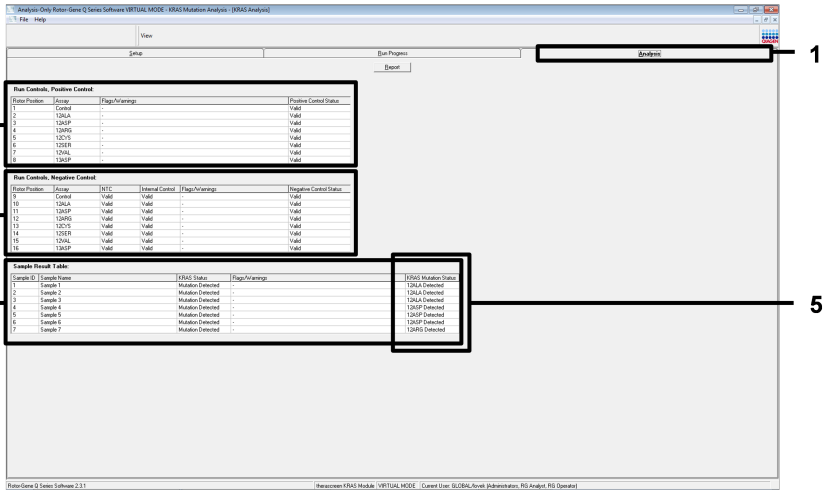 Analysis-Only Rotor-Gene Q Series Software VIRTUAL MODE - KRAS Mutation Analysis - [KRAS Analysis]
File Help
View
QIAGEN
Setup Run Progress Analysis
1
Report
Run Controls, Positive Control:
Rotor Position Assay Flags/Warnings Positive Control Status
1 Control - Valid
2 12ALA - Valid
3 12ASP - Valid
4 12ARG - Valid
5 12CYS - Valid
6 12SER - Valid
7 12VAL - Valid
8 13ASP - Valid
Run Controls, Negative Control:
Rotor Position Assay NTC Internal Control Flags/Warnings Negative Control Status
9 Control Valid Valid - Valid
10 12ALA Valid Valid - Valid
11 12ASP Valid Valid - Valid
12 12ARG Valid Valid - Valid
13 12CYS Valid Valid - Valid
14 12SER Valid Valid - Valid
15 12VAL Valid Valid - Valid
16 13ASP Valid Valid - Valid
Sample Result Table:
Sample ID Sample Name KRAS Status Flags/Warnings KRAS Mutation Status
1 Sample 1 Mutation Detected - 12ALA Detected
2 Sample 2 Mutation Detected - 12ALA Detected
3 Sample 3 Mutation Detected - 12ALA Detected
4 Sample 4 Mutation Detected - 12ASP Detected
5 Sample 5 Mutation Detected - 12ASP Detected
6 Sample 6 Mutation Detected - 12ASP Detected
7 Sample 7 Mutation Detected - 12ARG Detected
5
Rotor-Gene Q Series Software 2.3.1 therascreen KRAS Module VIRTUAL MODE Current User: GLOBAL/lovek (Administrators, RG Analyst, RG Operator)